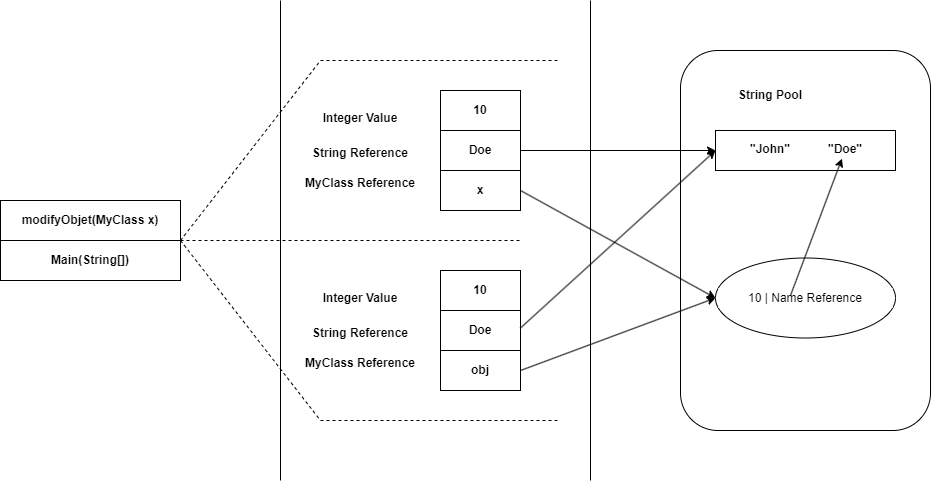 modifyObjet(MyClass x)
Main(String[])
Integer Value
10
String Reference
Doe
MyClass Reference
x
Integer Value
10
String Reference
Doe
MyClass Reference
obj
String Pool
"John" "Doe"
10 | Name Reference